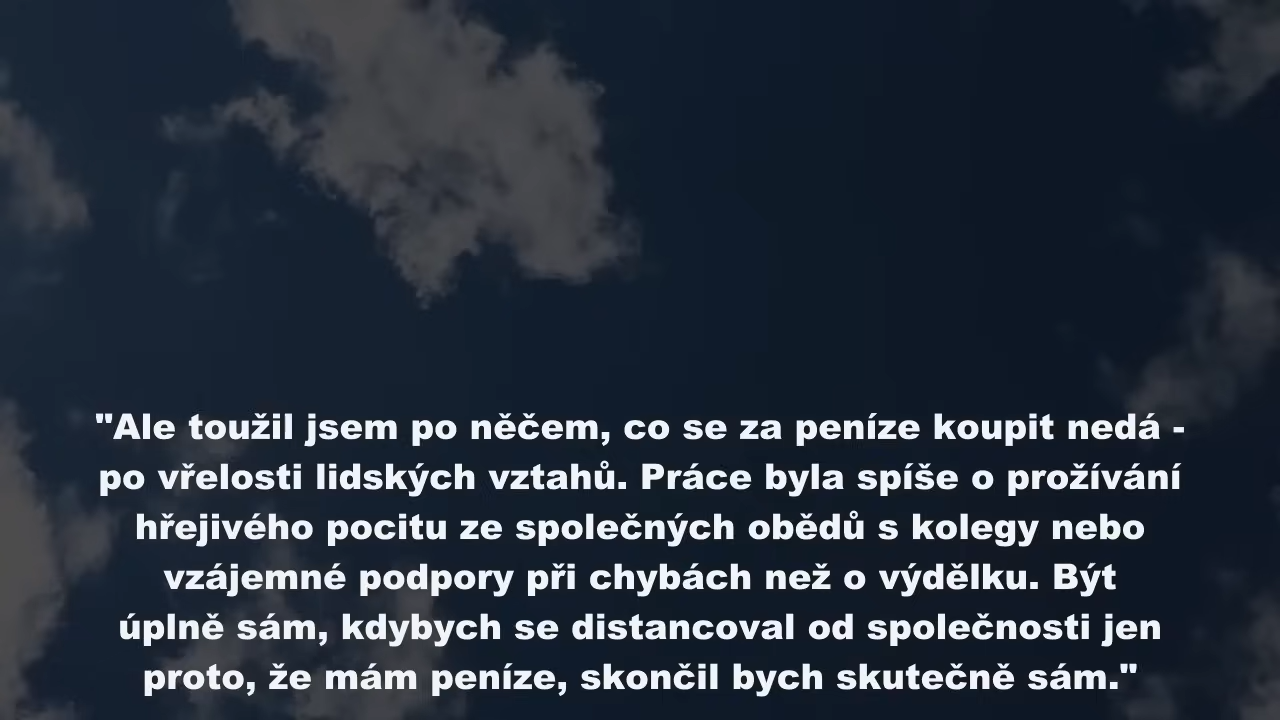 "Ale toužil jsem po něčem, co se za peníze koupit nedá -
po vřelosti lidských vztahů. Práce byla spíše o prožívání
hřejivého pocitu ze společných obědů s kolegy nebo
vzájemné podpory při chybách než o výdělku. Být
úplně sám, kdybych se distancoval od společnosti jen
proto, že mám peníze, skončil bych skutečně sám."